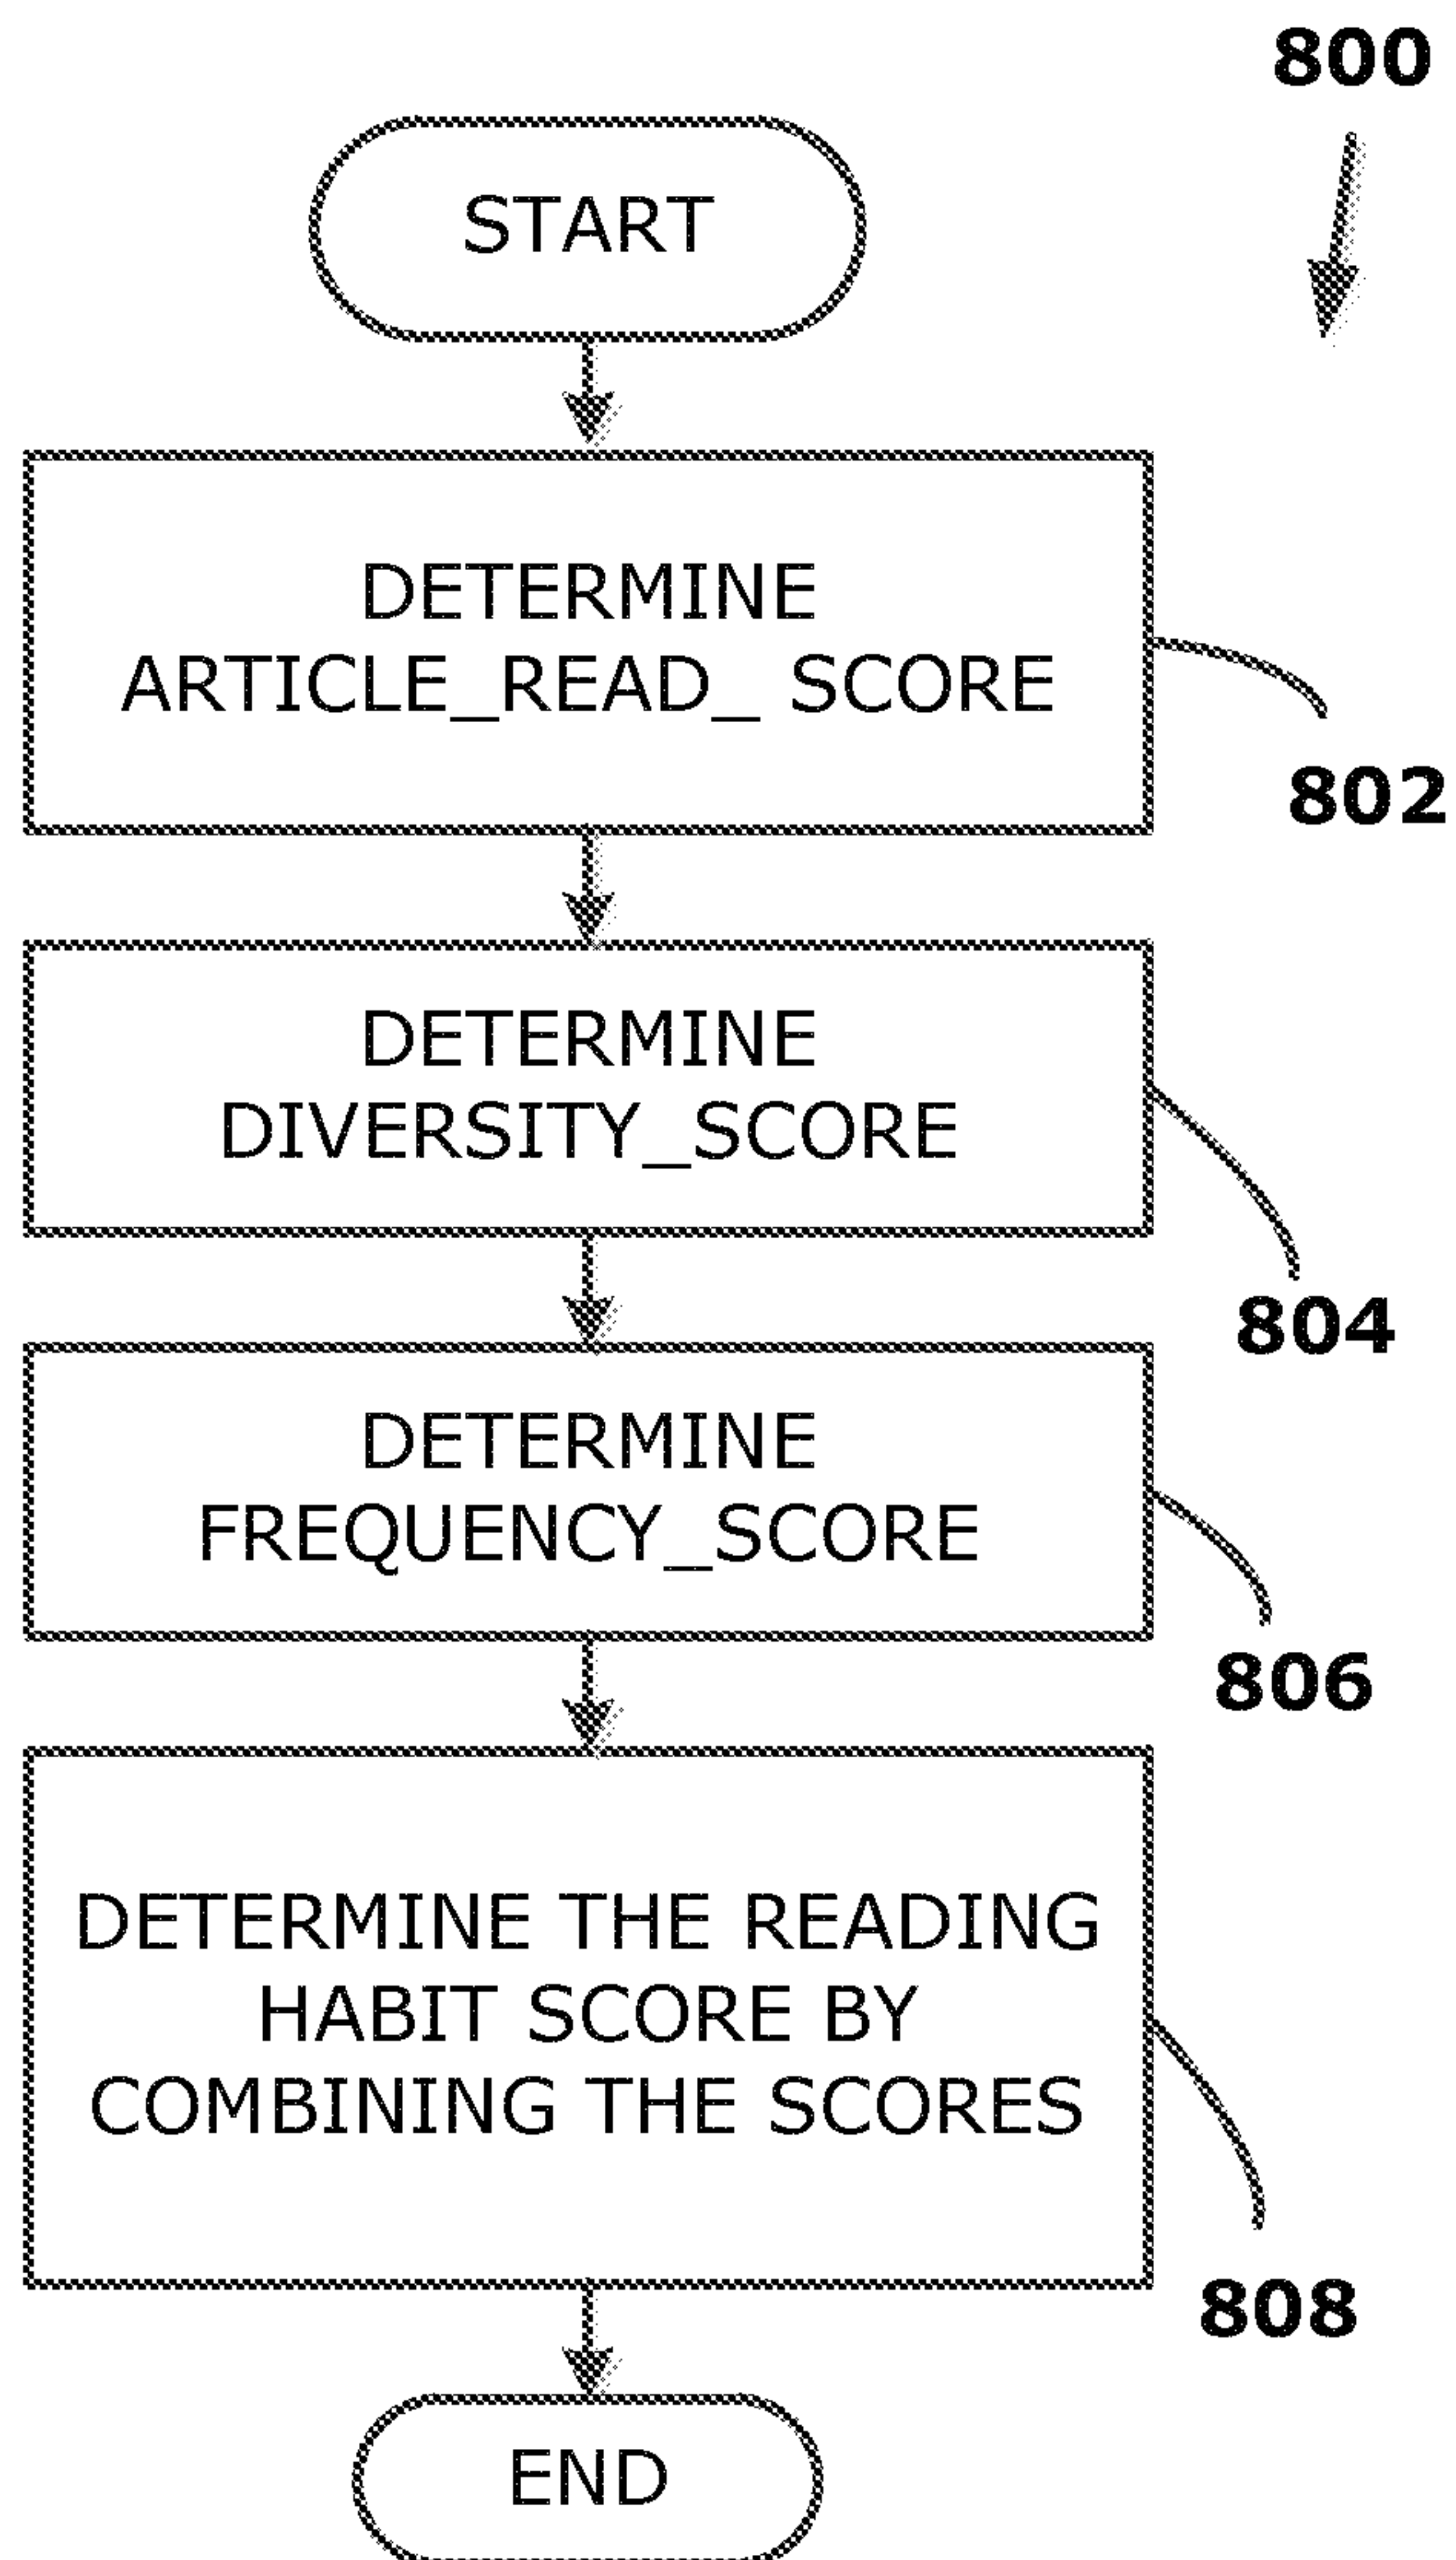 800
START
DETERMINE
ARTICLE_READ_ SCORE
802
DETERMINE
DIVERSITY_SCORE
804
DETERMINE
FREQUENCY_SCORE
806
DETERMINE THE READING
HABIT SCORE BY
COMBINING THE SCORES
808
END